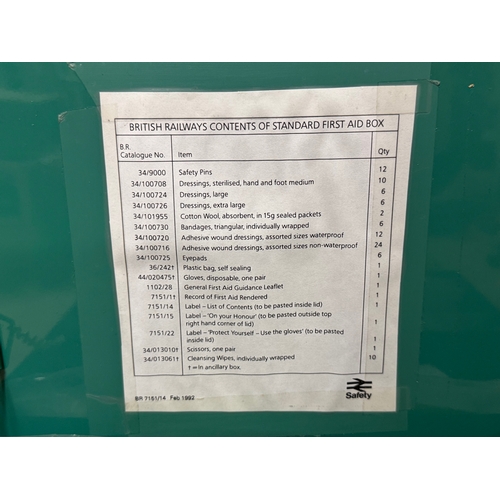 BRITISH RAILWAYS CONTENTS OF STANDARD FIRST AID BOX
B.R.
Catalogue No. Item Qty
34/9000 Safety Pins 12
34/100708 Dressings, sterilised, hand and foot medium 10
34/100724 Dressings, large 6
34/100726 Dressings, extra large 6
34/101955 Cotton Wool, absorbent, in 15g sealed packets 2
34/100730 Bandages, triangular, individually wrapped 6
34/100720 Adhesive wound dressings, assorted sizes waterproof 12
34/100716 Adhesive wound dressings, assorted sizes non-waterproof 24
34/100725 Eyepads 6
36/242† Plastic bag, self sealing 1
44/020475† Gloves, disposable, one pair 1
1102/28 General First Aid Guidance Leaflet 1
7151/1† Record of First Aid Rendered 1
7151/14 Label – List of Contents (to be pasted inside lid) 1
7151/15 Label – 'On your Honour' (to be pasted outside top
right hand corner of lid) 1
7151/22 Label – 'Protect Yourself – Use the gloves' (to be pasted
inside lid) 1
34/013010† Scissors, one pair 1
34/013061† Cleansing Wipes, individually wrapped 10
† = In ancillary box.
BR 7151/14 Feb 1992
Safety